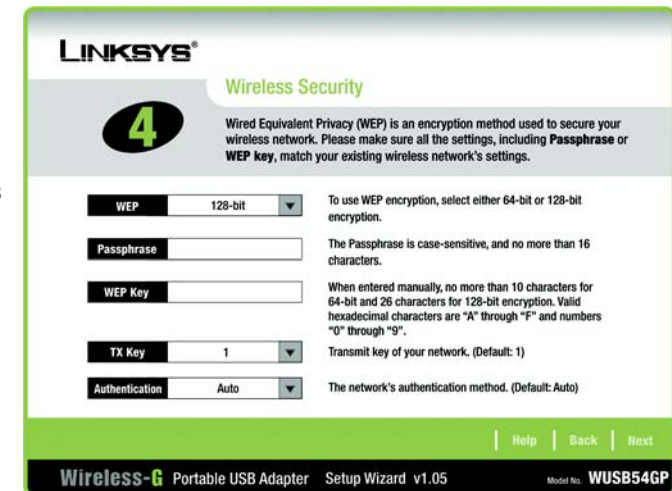 LINKSYS®
Wireless Security
4
Wired Equivalent Privacy (WEP) is an encryption method used to secure your
wireless network. Please make sure all the settings, including Passphrase or
WEP key, match your existing wireless network's settings.
WEP 128-bit
To use WEP encryption, select either 64-bit or 128-bit
encryption.
Passphrase
The Passphrase is case-sensitive, and no more than 16
characters.
WEP Key
When entered manually, no more than 10 characters for
64-bit and 26 characters for 128-bit encryption. Valid
hexadecimal characters are “A” through “F” and numbers
“0” through “9”.
TX Key 1
Transmit key of your network. (Default: 1)
Authentication Auto
The network's authentication method. (Default: Auto)
Help | Back | Next
Wireless-G Portable USB Adapter Setup Wizard v1.05 Model No. WUSB54GP